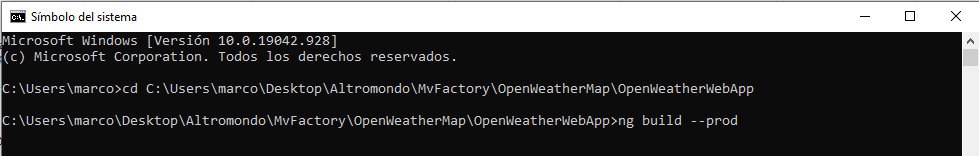 Símbolo del sistema
Microsoft Windows [Versión 10.0.19042.928]
(c) Microsoft Corporation. Todos los derechos reservados.
C:\Users\marco>cd C:\Users\marco\Desktop\Altromondo\MvFactory\OpenWeatherMap\OpenWeatherWebApp
C:\Users\marco\Desktop\Altromondo\MvFactory\OpenWeatherMap\OpenWeatherWebApp>ng build --prod